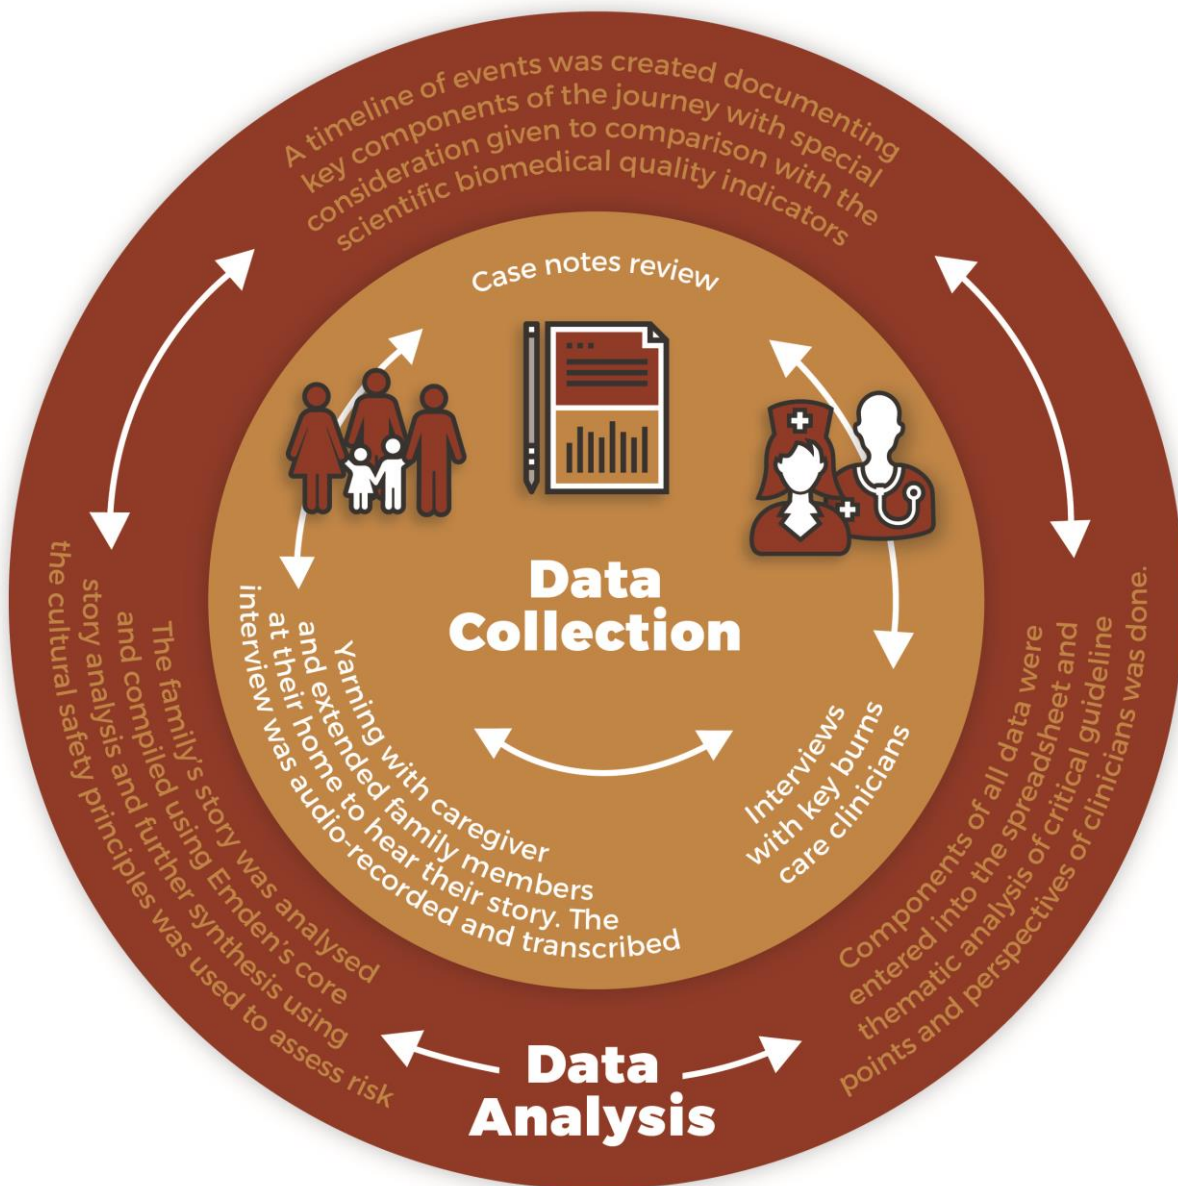 A timeline of events was created documenting
key components of the journey with special
consideration given to comparison with the
scientific biomedical quality indicators
Case notes review
Data
Collection
Yarning with caregiver
and extended family members
at their home to hear their story. The
interview was audio-recorded and transcribed
Interviews
with key burns
care clinicians
The family's story was analysed
and compiled using Emden's core
story analysis and further synthesis using
the cultural safety principles was used to assess risk
Components of all data were
entered into the spreadsheet and
thematic analysis of critical guideline
points and perspectives of clinicians was done.
Data
Analysis